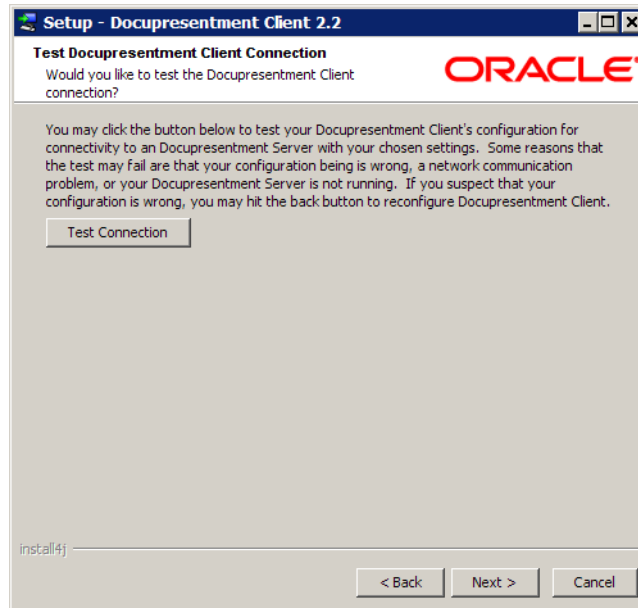 Setup - Docupresentment Client 2.2
Test Docupresentment Client Connection
Would you like to test the Docupresentment Client
connection?
ORACLE
You may click the button below to test your Docupresentment Client's configuration for
connectivity to an Docupresentment Server with your chosen settings.  Some reasons that
the test may fail are that your configuration being is wrong, a network communication
problem, or your Docupresentment Server is not running.  If you suspect that your
configuration is wrong, you may hit the back button to reconfigure Docupresentment Client.
Test Connection
install4j
< Back
Next >
Cancel